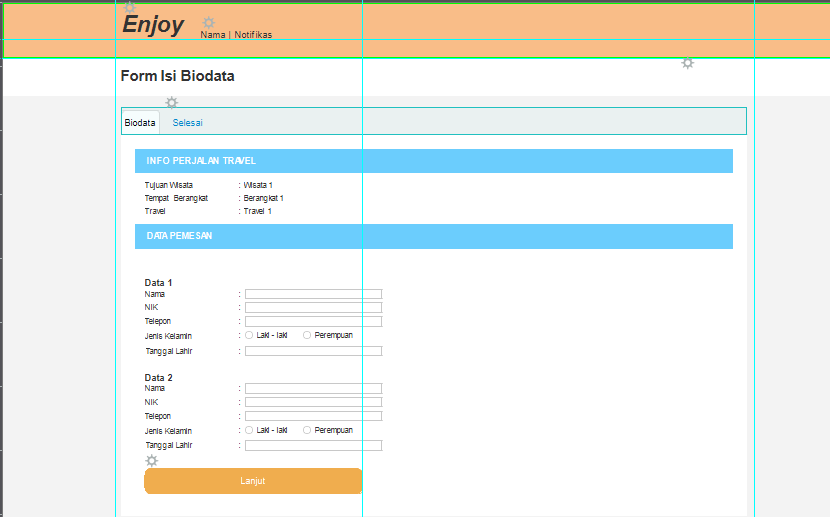 Enjoy
Nama | Notifikas
Form Isi Biodata
Biodata Selesai
INFO PERJALAN TRAVEL
Tujuan Wisata : Wisata 1
Tempat Berangkat : Berangkat 1
Travel : Travel 1
DATA PEMESAN
Data 1
Nama :
NIK :
Telepon :
Jenis Kelamin : Laki - laki Perempuan
Tanggal Lahir :
Data 2
Nama :
NIK :
Telepon :
Jenis Kelamin : Laki - laki Perempuan
Tanggal Lahir :
Lanjut